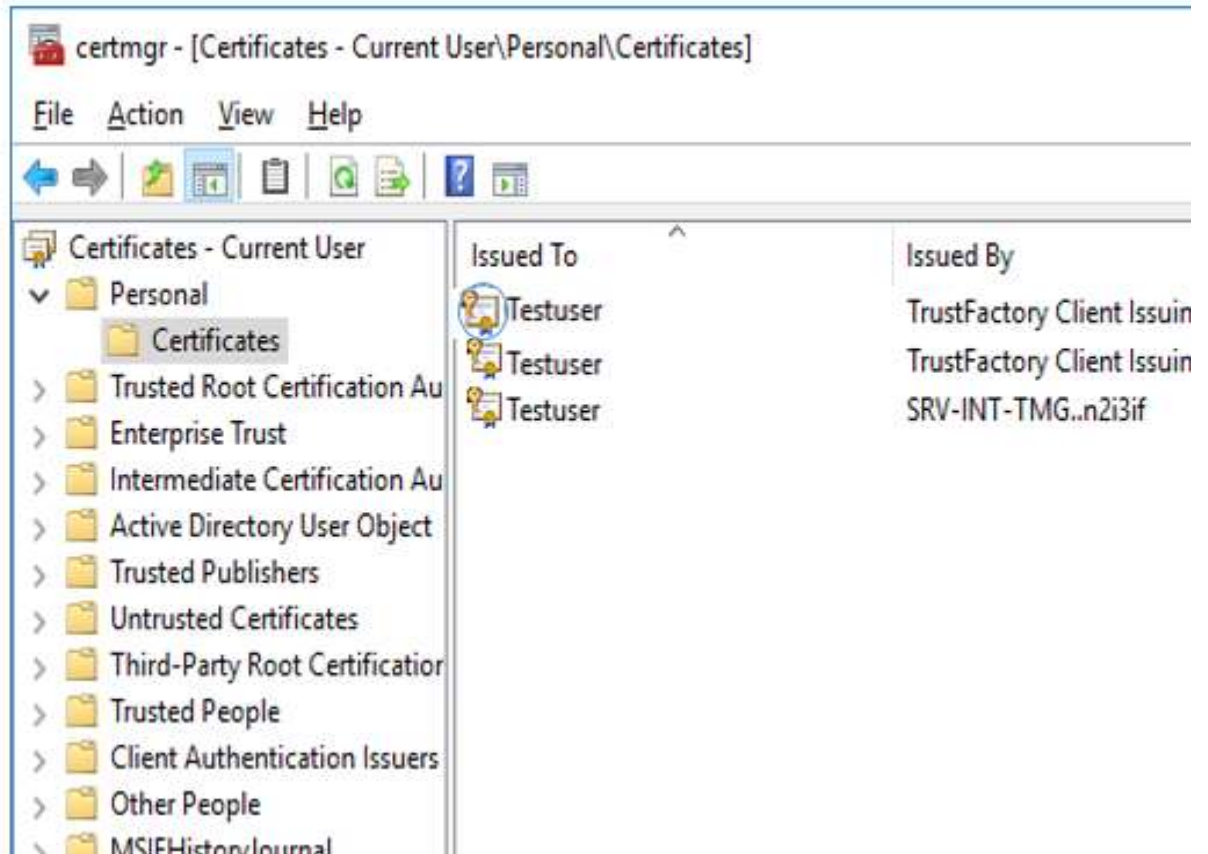 certmgr - [Certificates - Current User\Personal\Certificates]
File Action View Help
Certificates - Current User
Personal
Certificates
Trusted Root Certification Au
Enterprise Trust
Intermediate Certification Au
Active Directory User Object
Trusted Publishers
Untrusted Certificates
Third-Party Root Certification
Trusted People
Client Authentication Issuers
Other People
MSIEHistoryJournal
Issued To Issued By
Testuser TrustFactory Client Issuin
Testuser TrustFactory Client Issuin
Testuser SRV-INT-TMG..n2i3if